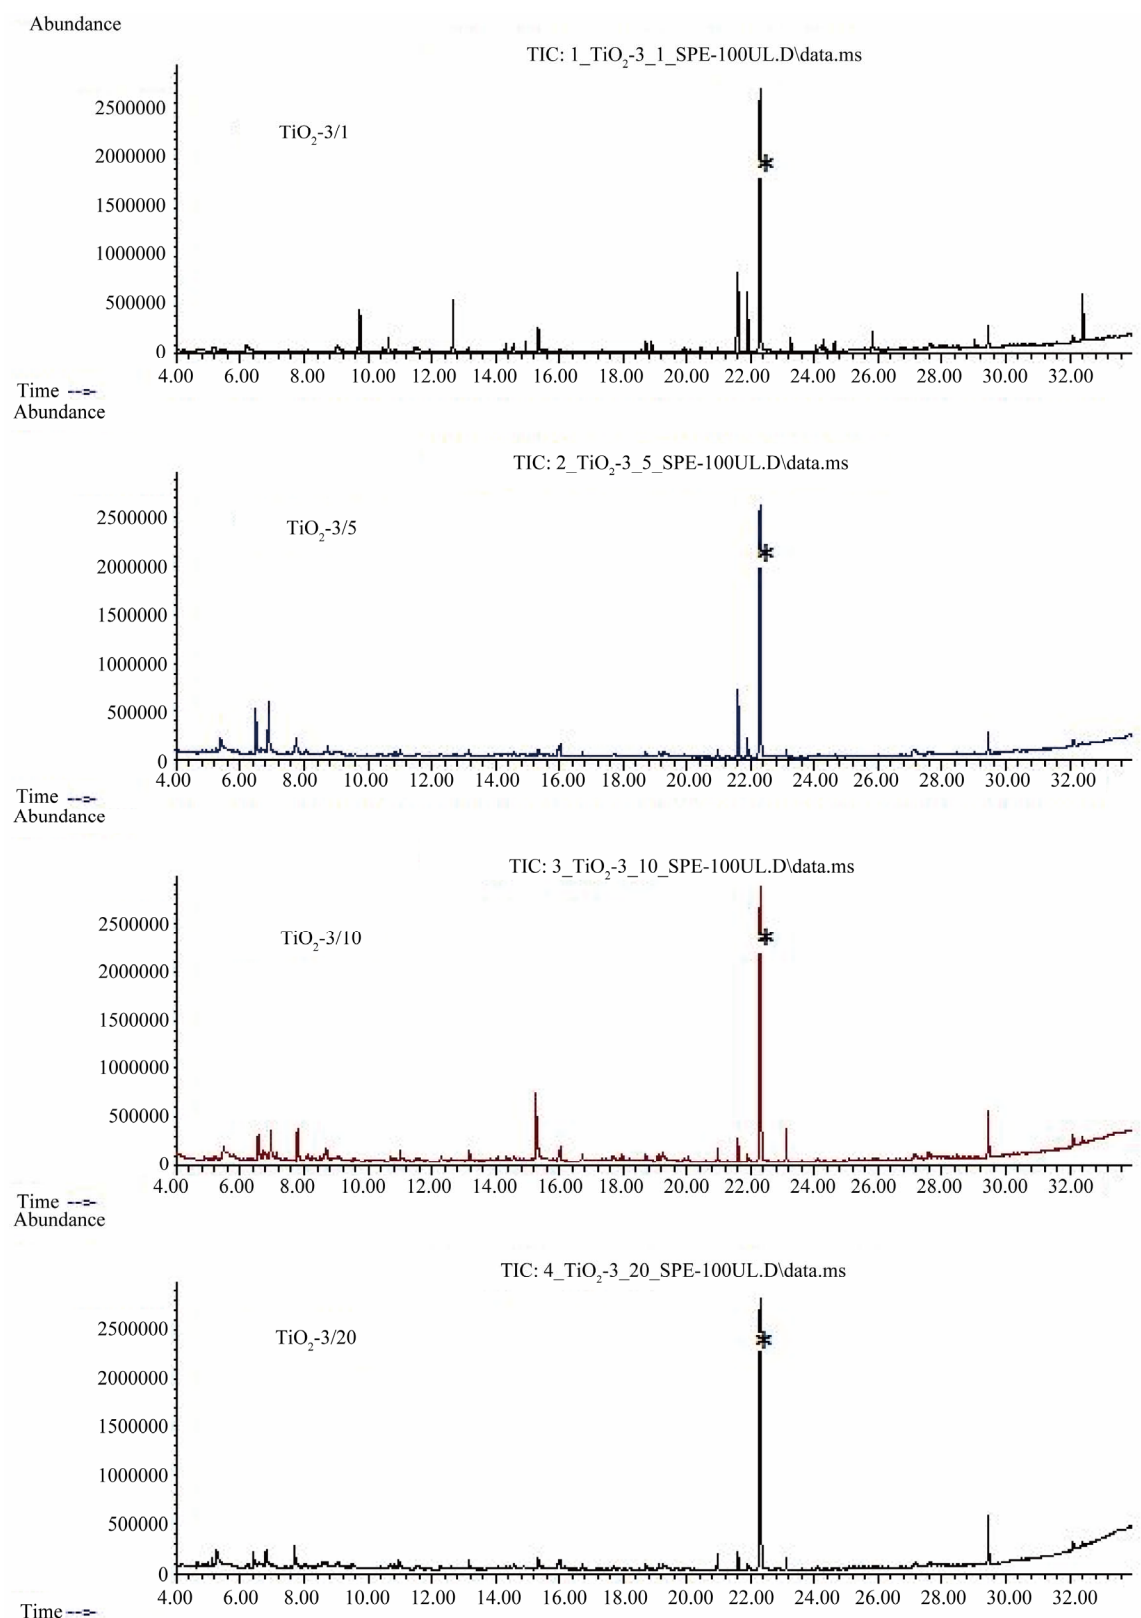 Abundance
TIC: 1_TiO2-3_1_SPE-100UL.D\data.ms
TiO2-3/1
2500000
2000000
1500000
1000000
500000
0
4.00 6.00 8.00 10.00 12.00 14.00 16.00 18.00 20.00 22.00 24.00 26.00 28.00 30.00 32.00
Time
Abundance
TIC: 2_TiO2-3_5_SPE-100UL.D\data.ms
TiO2-3/5
2500000
2000000
1500000
1000000
500000
0
4.00 6.00 8.00 10.00 12.00 14.00 16.00 18.00 20.00 22.00 24.00 26.00 28.00 30.00 32.00
Time
Abundance
TIC: 3_TiO2-3_10_SPE-100UL.D\data.ms
TiO2-3/10
2500000
2000000
1500000
1000000
500000
0
4.00 6.00 8.00 10.00 12.00 14.00 16.00 18.00 20.00 22.00 24.00 26.00 28.00 30.00 32.00
Time
Abundance
TIC: 4_TiO2-3_20_SPE-100UL.D\data.ms
TiO2-3/20
2500000
2000000
1500000
1000000
500000
0
4.00 6.00 8.00 10.00 12.00 14.00 16.00 18.00 20.00 22.00 24.00 26.00 28.00 30.00 32.00
Time